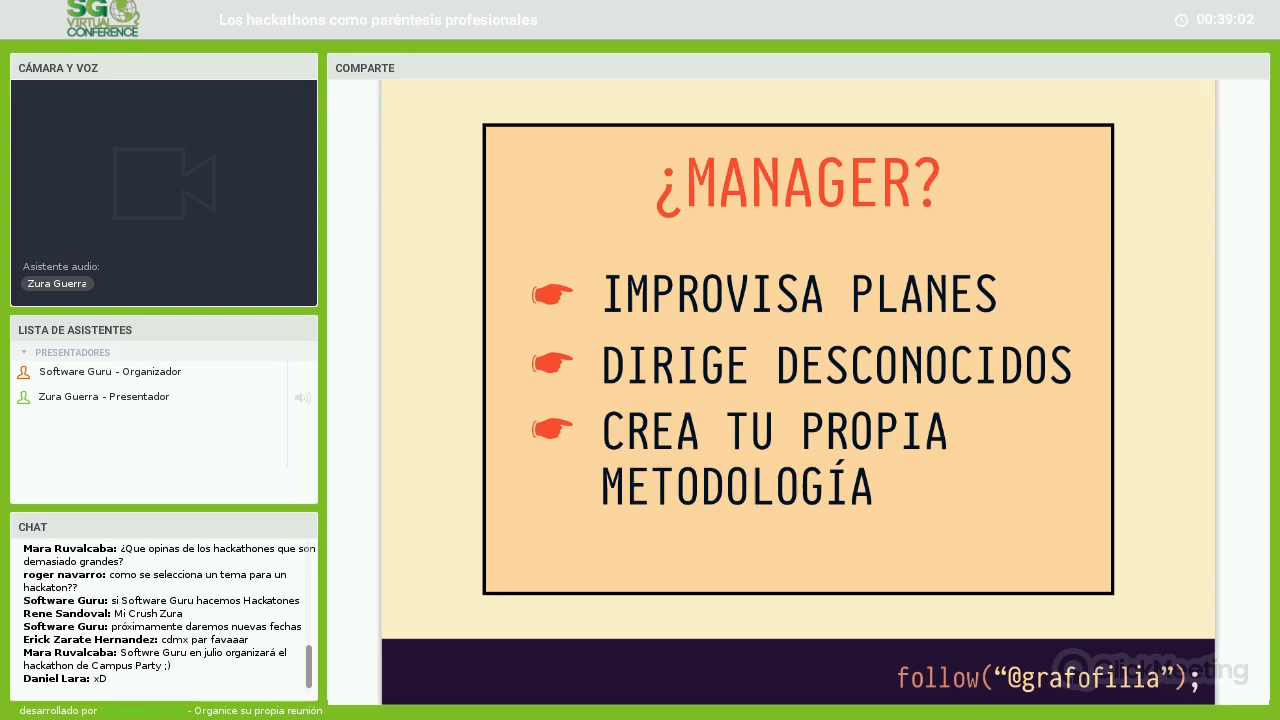 SG
VIRTUAL
CONFERENCE
Los hackathons como paréntesis profesionales
00:39:02
CÁMARA Y VOZ
Asistente audio:
Zura Guerra
LISTA DE ASISTENTES
PRESENTADORES
Software Guru - Organizador
Zura Guerra - Presentador
CHAT
Mara Ruvalcaba: ¿Que opinas de los hackathones que son
demasiado grandes?
roger navarro: como se selecciona un tema para un
hackaton??
Software Guru: si Software Guru hacemos Hackatones
Rene Sandoval: Mi Crush Zura
Software Guru: próximamente daremos nuevas fechas
Erick Zarate Hernandez: cdmx par favaaar
Mara Ruvalcaba: Softwre Guru en julio organizará el
hackathon de Campus Party ;)
Daniel Lara: xD
desarrollado por - Organice su propia reunión
COMPARTE
¿MANAGER?
IMPROVISA PLANES
DIRIGE DESCONOCIDOS
CREA TU PROPIA
METODOLOGÍA
follow(“@grafofilia”);
ClickMeeting